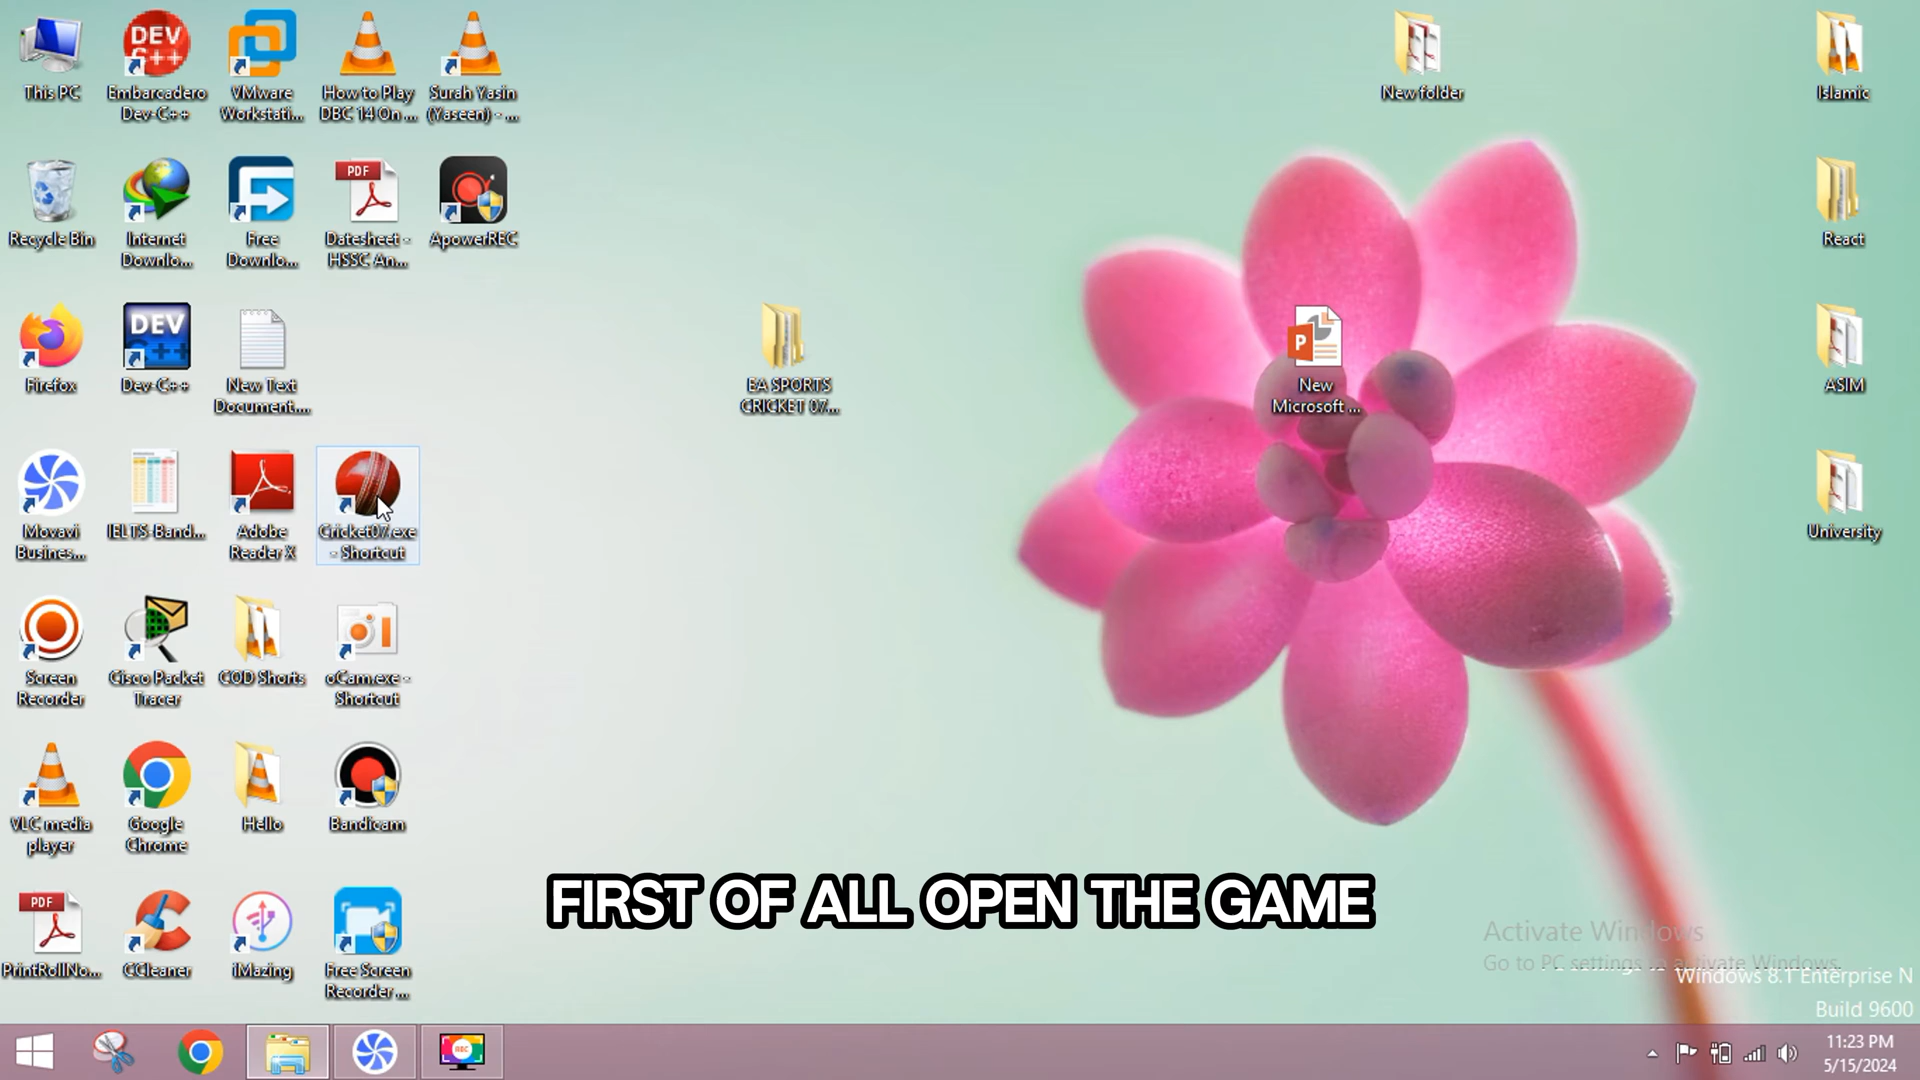 This PC
DEV
C++
Embarcadero
Dev-C++
VMware
Workstati...
How to Play
DBC 14 On ...
Surah Yasin
(Yaseen) - ...
New folder
Islamic
Recycle Bin
Internet
Downlo...
Free
Downlo...
PDF
Datesheet -
HSSC An...
ApowerREC
React
Firefox
DEV
C++
Dev-C++
New Text
Document....
EA SPORTS
CRICKET 07...
P
New
Microsoft ...
ASIM
Movavi
Busines...
IELTS-Band...
Adobe
Reader X
Cricket07.exe
- Shortcut
University
Screen
Recorder
Cisco Packet
Tracer
COD Shorts
oCam.exe -
Shortcut
VLC media
player
Google
Chrome
Hello
Bandicam
PDF
PrintRollNo...
CCleaner
iMazing
Free Screen
Recorder ...
FIRST OF ALL OPEN THE GAME
Activate Windows
Go to PC settings to activate Windows.
Windows 8.1 Enterprise N
Build 9600
REC
11:23 PM
5/15/2024